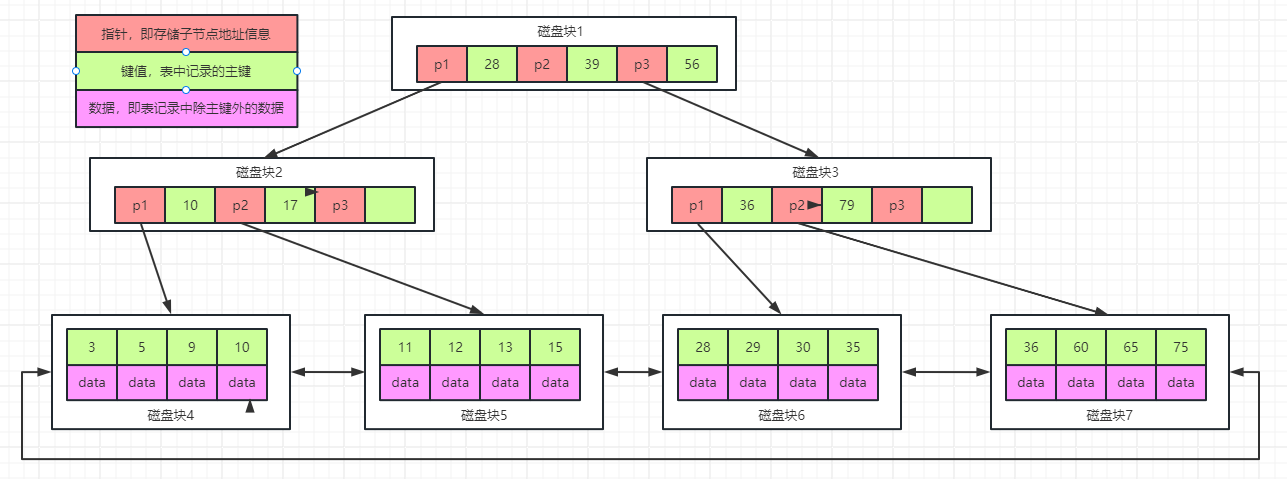 指针，即存储子节点地址信息
键值，表中记录的主键
数据，即表记录中除主键外的数据
磁盘块1
p1 28 p2 39 p3 56
磁盘块2
p1 10 p2 17 p3
磁盘块3
p1 36 p2 79 p3
3 5 9 10
data data data data
磁盘块4
11 12 13 15
data data data data
磁盘块5
28 29 30 35
data data data data
磁盘块6
36 60 65 75
data data data data
磁盘块7